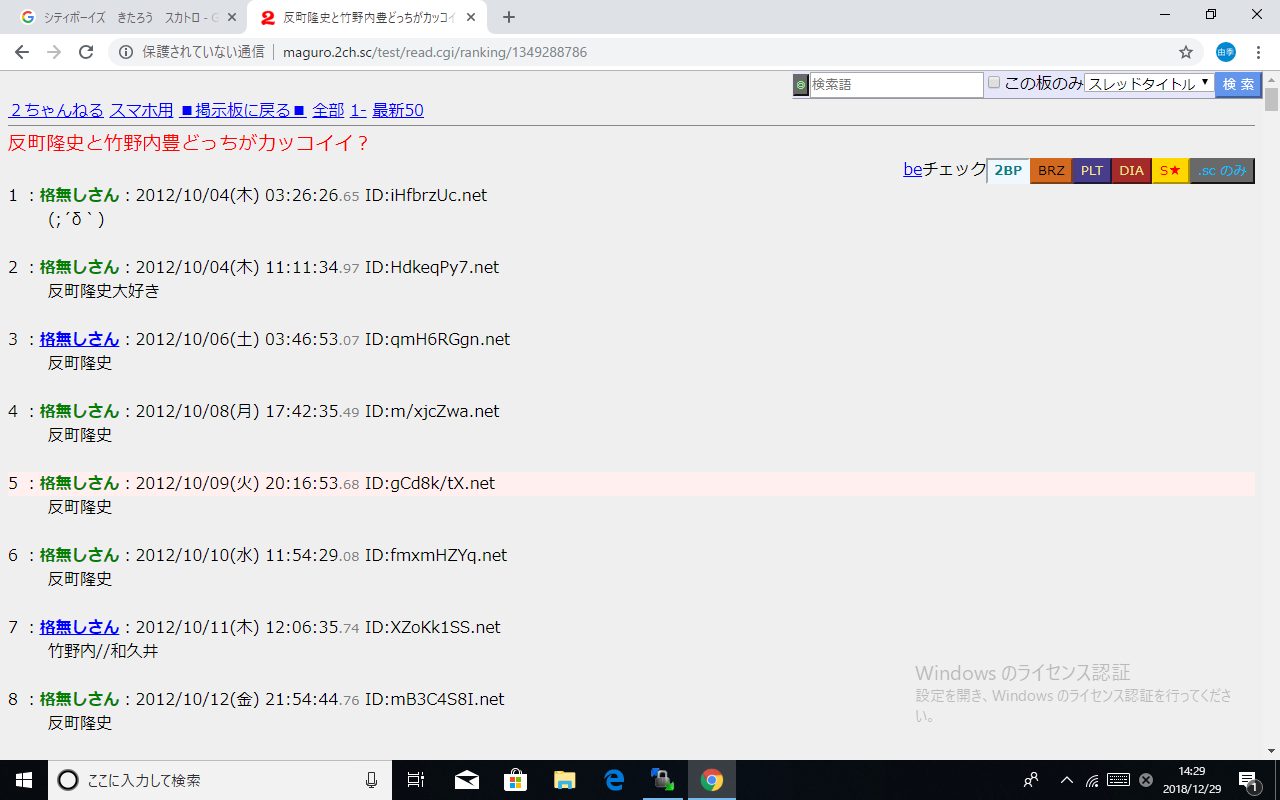 シティボーイズ　きたろう　スカトロ - G
反町隆史と竹野内豊どっちがカッコイ
保護されていない通信
maguro.2ch.sc/test/read.cgi/ranking/1349288786
由季
検索語
この板のみ
スレッドタイトル
検 索
２ちゃんねる スマホ用 ■掲示板に戻る■ 全部 1- 最新50
反町隆史と竹野内豊どっちがカッコイイ？
beチェック 2BP BRZ PLT DIA S★ .sc のみ
1 ：格無しさん：2012/10/04(木) 03:26:26.65 ID:iHfbrzUc.net
(；´δ｀)
2 ：格無しさん：2012/10/04(木) 11:11:34.97 ID:HdkeqPy7.net
反町隆史大好き
3 ：格無しさん：2012/10/06(土) 03:46:53.07 ID:qmH6RGgn.net
反町隆史
4 ：格無しさん：2012/10/08(月) 17:42:35.49 ID:m/xjcZwa.net
反町隆史
5 ：格無しさん：2012/10/09(火) 20:16:53.68 ID:gCd8k/tX.net
反町隆史
6 ：格無しさん：2012/10/10(水) 11:54:29.08 ID:fmxmHZYq.net
反町隆史
7 ：格無しさん：2012/10/11(木) 12:06:35.74 ID:XZoKk1SS.net
竹野内//和久井
8 ：格無しさん：2012/10/12(金) 21:54:44.76 ID:mB3C4S8I.net
反町隆史
Windows のライセンス認証
設定を開き、Windows のライセンス認証を行ってくださ
い。
ここに入力して検索
14:29
2018/12/29
1